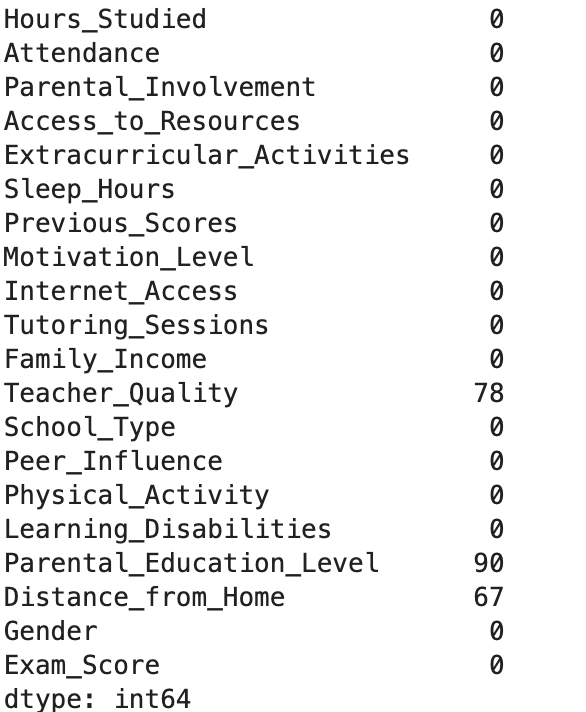 Hours_Studied 0
Attendance 0
Parental_Involvement 0
Access_to_Resources 0
Extracurricular_Activities 0
Sleep_Hours 0
Previous_Scores 0
Motivation_Level 0
Internet_Access 0
Tutoring_Sessions 0
Family_Income 0
Teacher_Quality 78
School_Type 0
Peer_Influence 0
Physical_Activity 0
Learning_Disabilities 0
Parental_Education_Level 90
Distance_from_Home 67
Gender 0
Exam_Score 0
dtype: int64